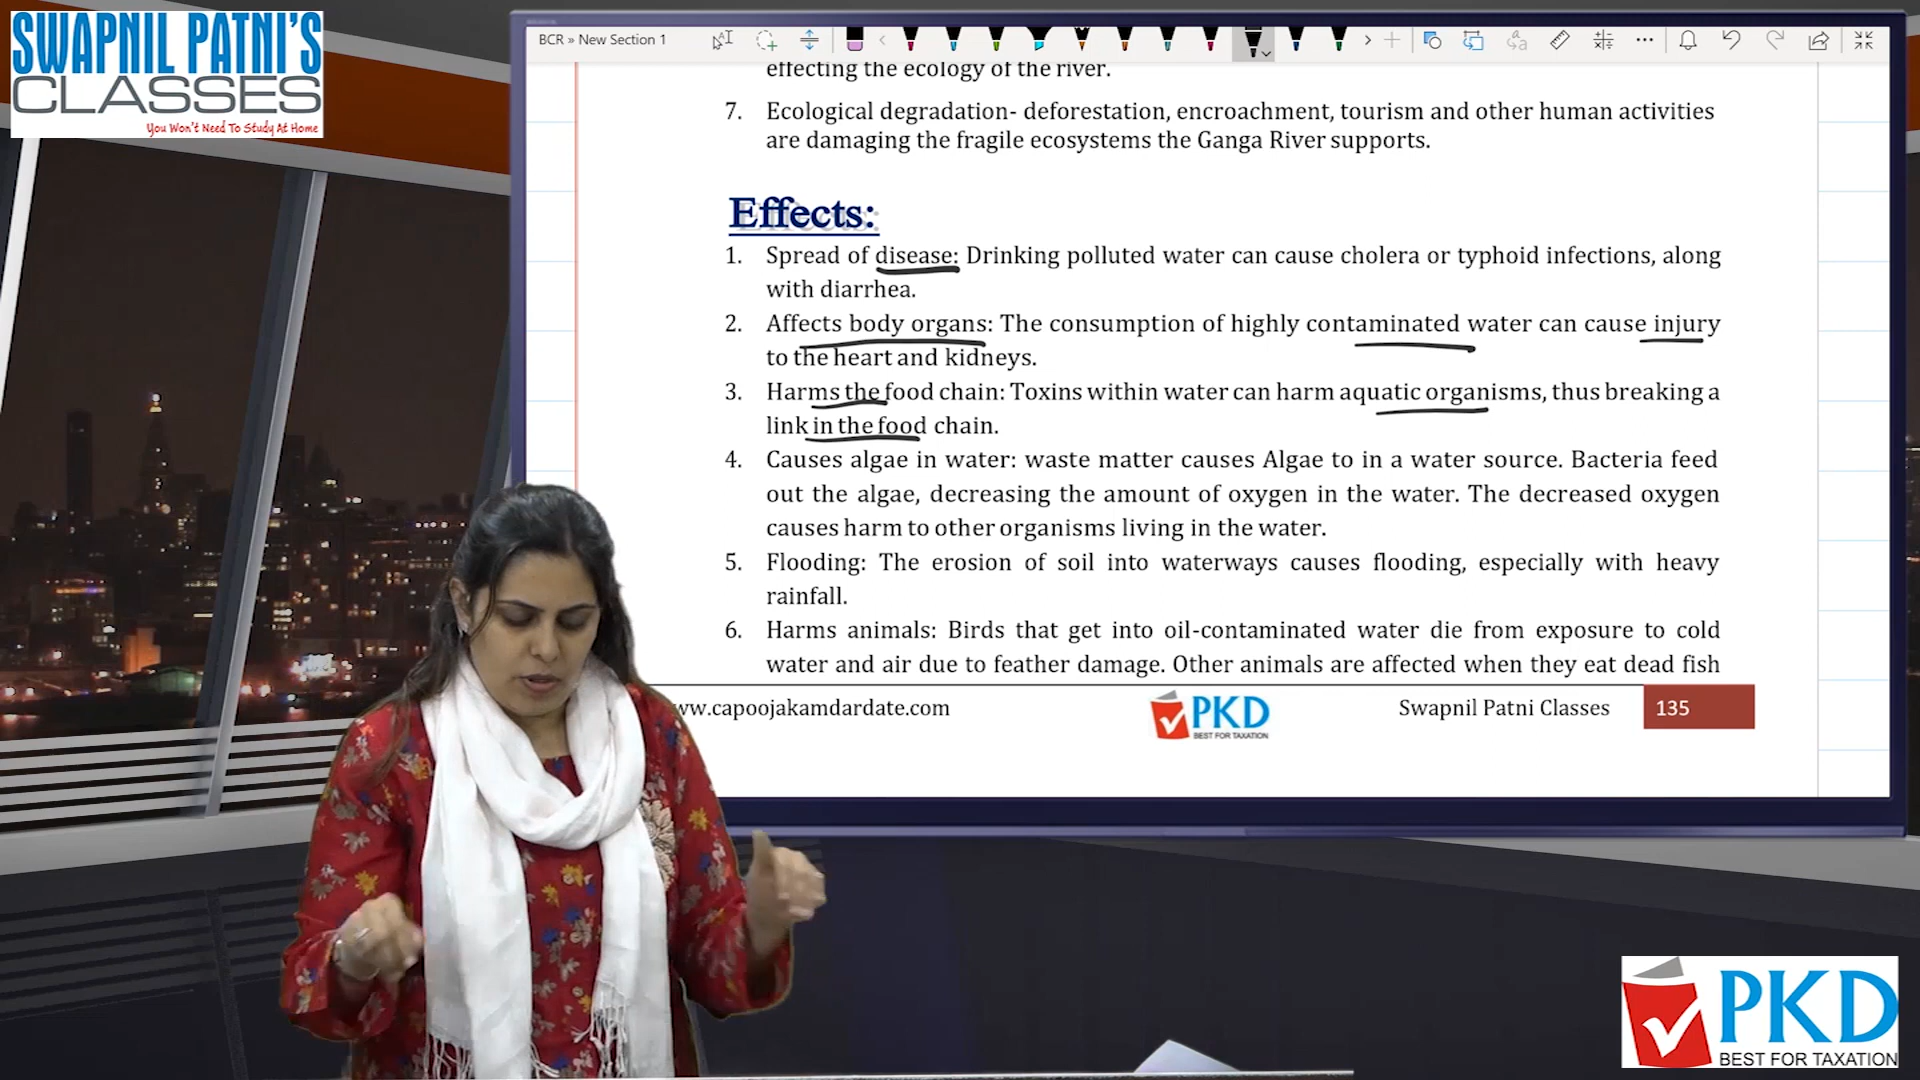 SWAPNIL PATNI'S
CLASSES
You Won't Need To Study At Home
BCR » New Section 1
effecting the ecology of the river.
7. Ecological degradation- deforestation, encroachment, tourism and other human activities
are damaging the fragile ecosystems the Ganga River supports.
Effects:
1. Spread of disease: Drinking polluted water can cause cholera or typhoid infections, along
with diarrhea.
2. Affects body organs: The consumption of highly contaminated water can cause injury
to the heart and kidneys.
3. Harms the food chain: Toxins within water can harm aquatic organisms, thus breaking a
link in the food chain.
4. Causes algae in water: waste matter causes Algae to in a water source. Bacteria feed
out the algae, decreasing the amount of oxygen in the water. The decreased oxygen
causes harm to other organisms living in the water.
5. Flooding: The erosion of soil into waterways causes flooding, especially with heavy
rainfall.
6. Harms animals: Birds that get into oil-contaminated water die from exposure to cold
water and air due to feather damage. Other animals are affected when they eat dead fish
ww.capoojakamdardate.com
PKD
BEST FOR TAXATION
Swapnil Patni Classes
135
PKD
BEST FOR TAXATION